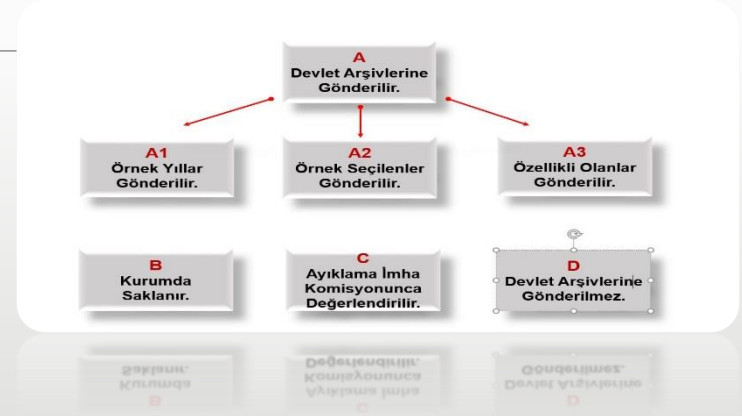 A
Devlet Arşivlerine
Gönderilir.
A1
Örnek Yıllar
Gönderilir.
A2
Örnek Seçilenler
Gönderilir.
A3
Özellikli Olanlar
Gönderilir.
B
Kurumda
Saklanır.
C
Ayıklama İmha
Komisyonunca
Değerlendirilir.
D
Devlet Arşivlerine
Gönderilmez.